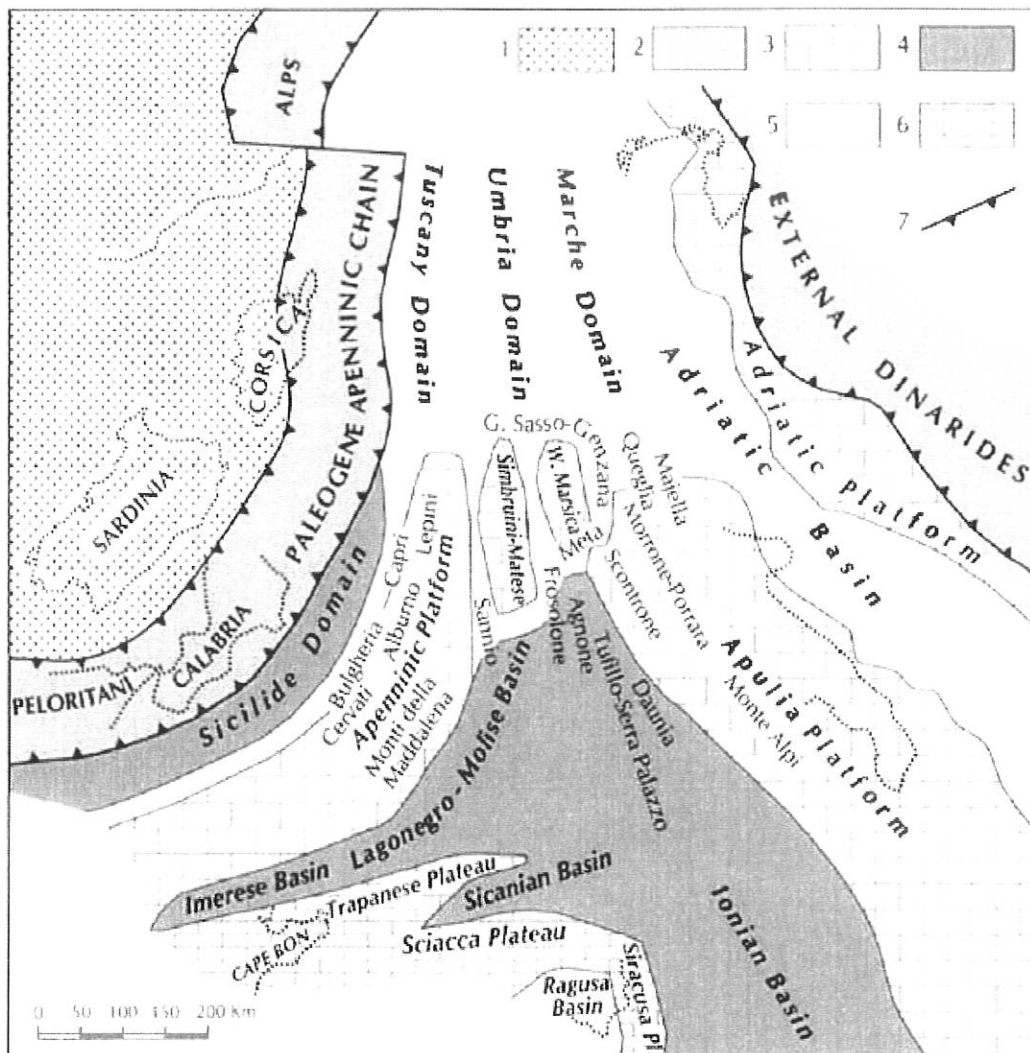 1
2
3
4
5
6
7
ALPS
PALEOGENE APENNINIC CHAIN
CORSICA
SARDINIA
CALABRIA
PELORITANI
Sicilide Domain
Tuscany Domain
Umbria Domain
Marche Domain
EXTERNAL DINARIDES
Adriatic Platform
Adriatic Basin
G. Sasso-Genzana
Simbruini-Matese
W. Marsica
Meta
Queglia
Majella
Morrone-Porrara
Scontrone
Capri
Lepini
Bulgheria
Alburno
Cervati
Apenninic Platform
Monti della
Maddalena
Sannio
Frosolone
Agnone
Tufillo-Serra Palazzo
Daunia
Monte Alpi
Apulia Platform
Imerese Basin
Lagonegro-Molise Basin
Trapanese Plateau
Sicanian Basin
CAPE BON
Sciacca Plateau
Ionian Basin
Ragusa
Basin
Siracusa Pl
0 50 100 150 200 Km